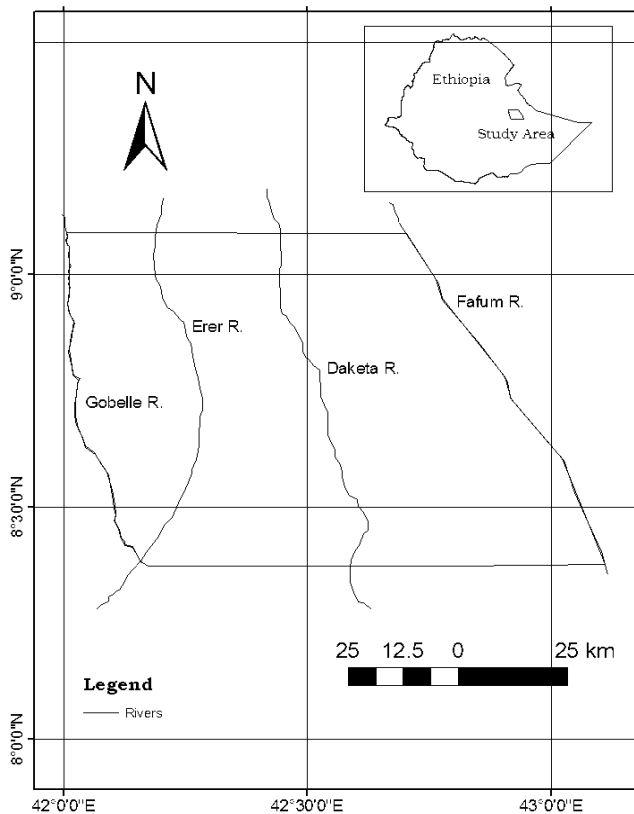 Ethiopia
Study Area
N
9°0'0"N
Fafum R.
Erer R.
Daketa R.
Gobelle R.
8°30'0"N
25 12.5 0 25 km
Legend
Rivers
8°0'0"N
42°0'0"E 42°30'0"E 43°0'0"E